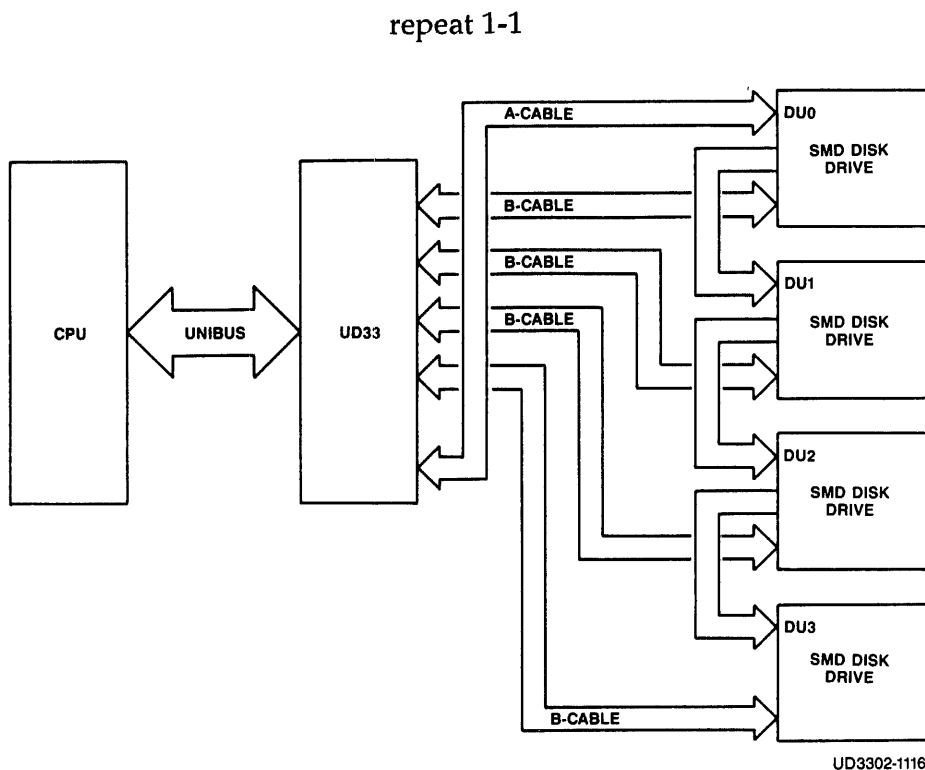 repeat 1-1
A-CABLE
DU0
SMD DISK
DRIVE
B-CABLE
B-CABLE
DU1
CPU
UNIBUS
UD33
B-CABLE
SMD DISK
DRIVE
DU2
SMD DISK
DRIVE
DU3
SMD DISK
DRIVE
B-CABLE
UD3302-1116